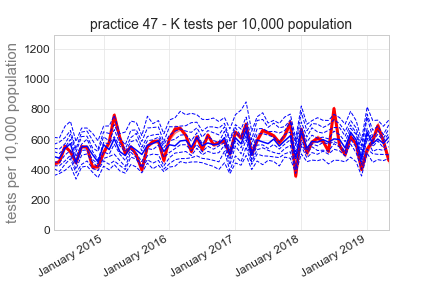 practice 47 - K tests per 10,000 population
tests per 10,000 population
1200
1000
800
600
400
200
0
January 2015
January 2016
January 2017
January 2018
January 2019